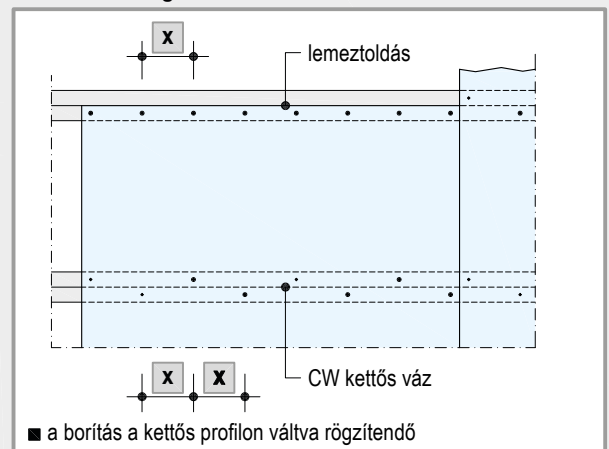 x
lemeztoldás
x x
CW kettős váz
■ a borítás a kettős profilon váltva rögzítendő